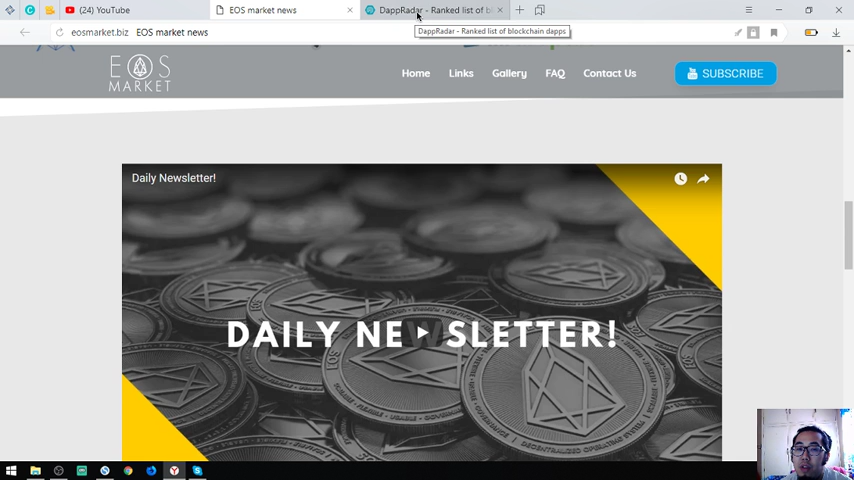 (24) YouTube
EOS market news
DappRadar - Ranked list of bl
DappRadar - Ranked list of blockchain dapps
eosmarket.biz EOS market news
EOS
MARKET
Home Links Gallery FAQ Contact Us SUBSCRIBE
Daily Newsletter!
DAILY NEWSLETTER!